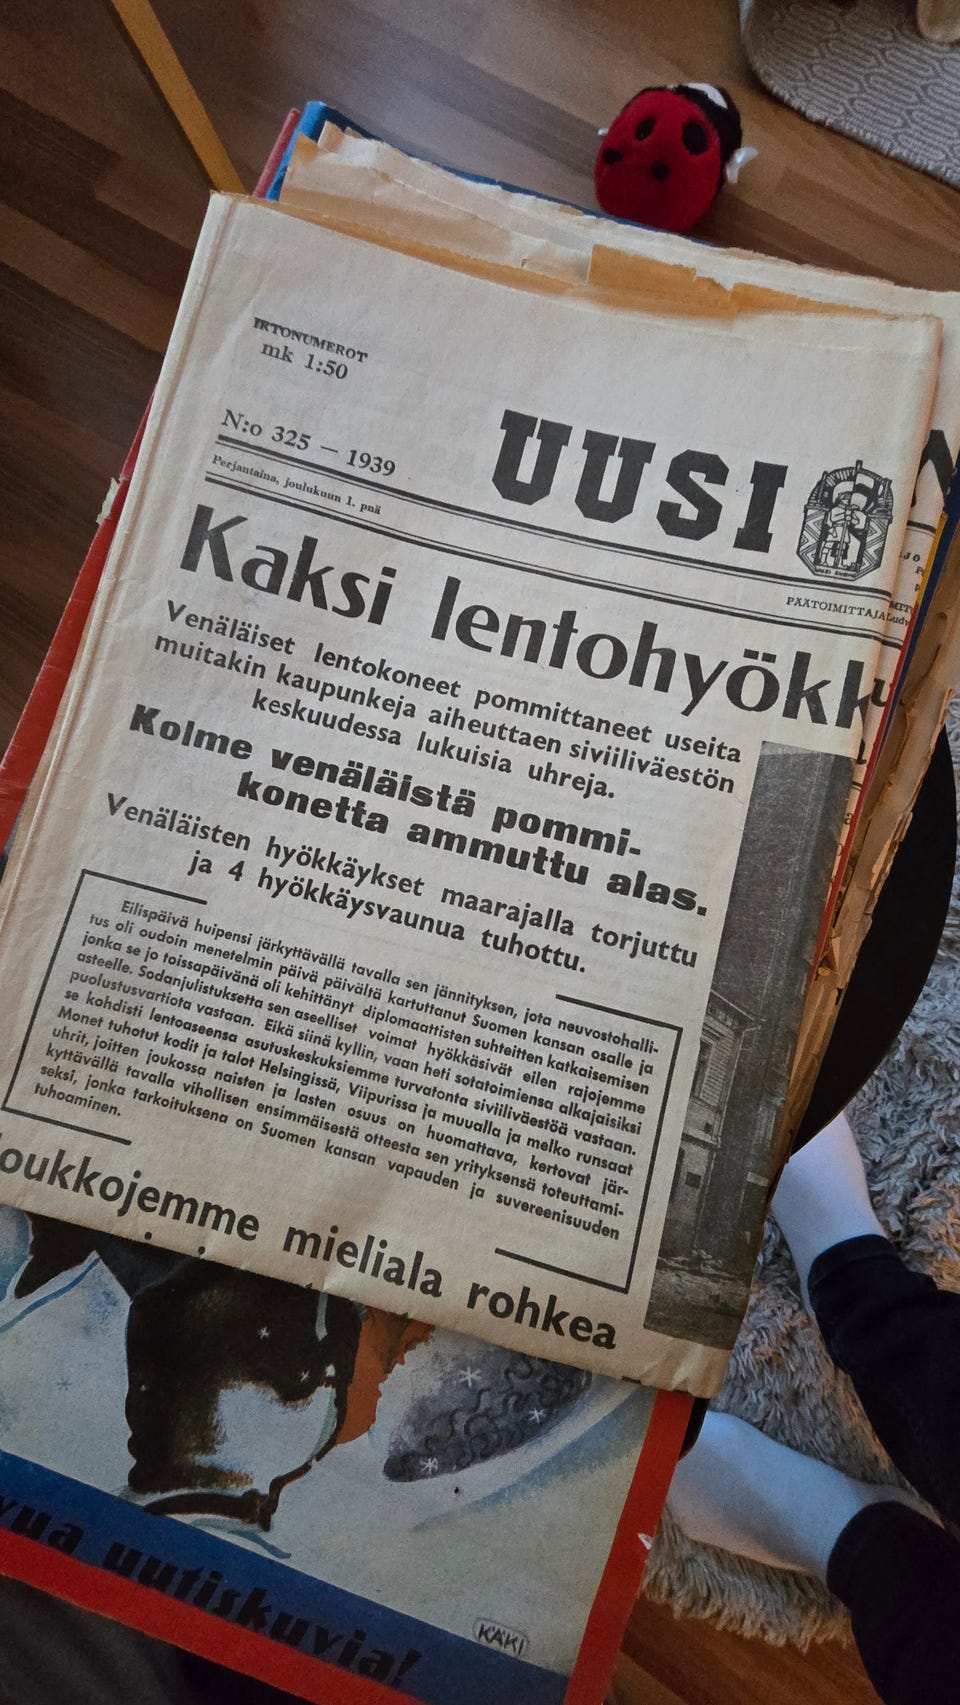 IRTONUMEROT
mk 1:50
N:o 325 — 1939
UUSI
Perjantaina, joulukuun 1. pnä
PÄÄTOIMITTAJA
Kaksi lentohyökk
Venäläiset lentokoneet pommittaneet useita
muitakin kaupunkeja aiheuttaen siviiliväestön
keskuudessa lukuisia uhreja.
Kolme venäläistä pommi-
konetta ammuttu alas.
Venäläisten hyökkäykset maarajalla torjuttu
ja 4 hyökkäysvaunua tuhottu.
Eilispäivä huipensi järkyttävällä tavalla sen jännityksen, jota neuvostohalli-
tus oli oudoin menetelmin päivä päivältä kartuttanut Suomen kansan osalle ja
jonka se jo toissapäivänä oli kehittänyt diplomaattisten suhteitten katkaisemisen
asteelle. Sodanjulistuksetta sen aseelliset voimat hyökkäsivät eilen rajojemme
puolustusvartiota vastaan. Eikä siinä kyllin, vaan heti sotatoimiensa alkajaisiksi
se kohdisti lentoaseensa asutuskeskuksiemme turvatonta siviiliväestöä vastaan.
Monet tuhotut kodit ja talot Helsingissä, Viipurissa ja muualla ja melko runsaat
uhrit, joitten joukossa naisten ja lasten osuus on huomattava, kertovat jär-
kyttävällä tavalla vihollisen ensimmäisestä otteesta sen yrityksensä toteuttami-
seksi, jonka tarkoituksena on Suomen kansan vapauden ja suvereenisuuden
tuhoaminen.
oukkojemme mieliala rohkea
vua uutiskuvia!
KÄKI